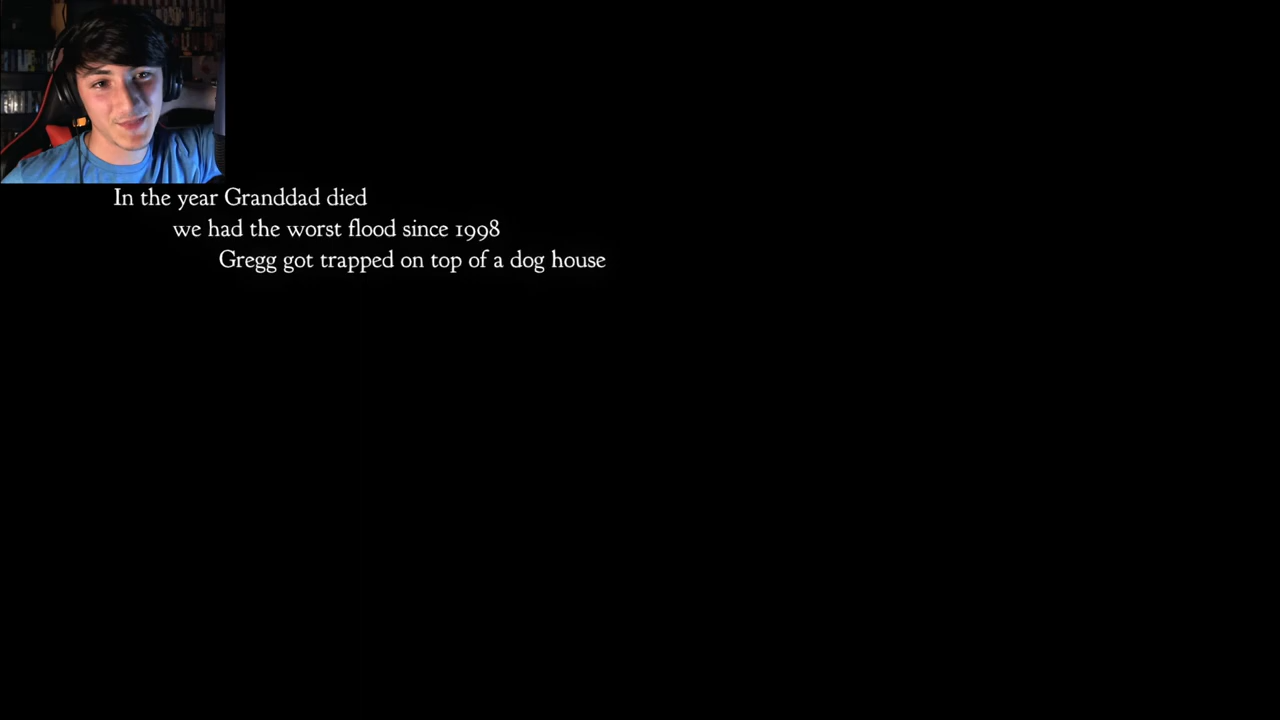 In the year Granddad died
we had the worst flood since 1998
Gregg got trapped on top of a dog house